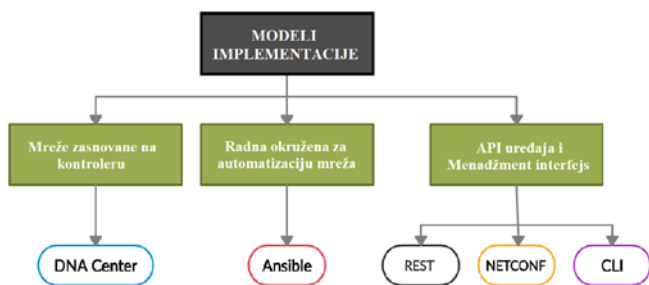 MODELI
IMPLEMENTACIJE
Mreže zasnovane na
kontroleru
Radna okružena za
automatizaciju mreža
API uređaja i
Menadžment interfejs
DNA Center
Ansible
REST
NETCONF
CLI